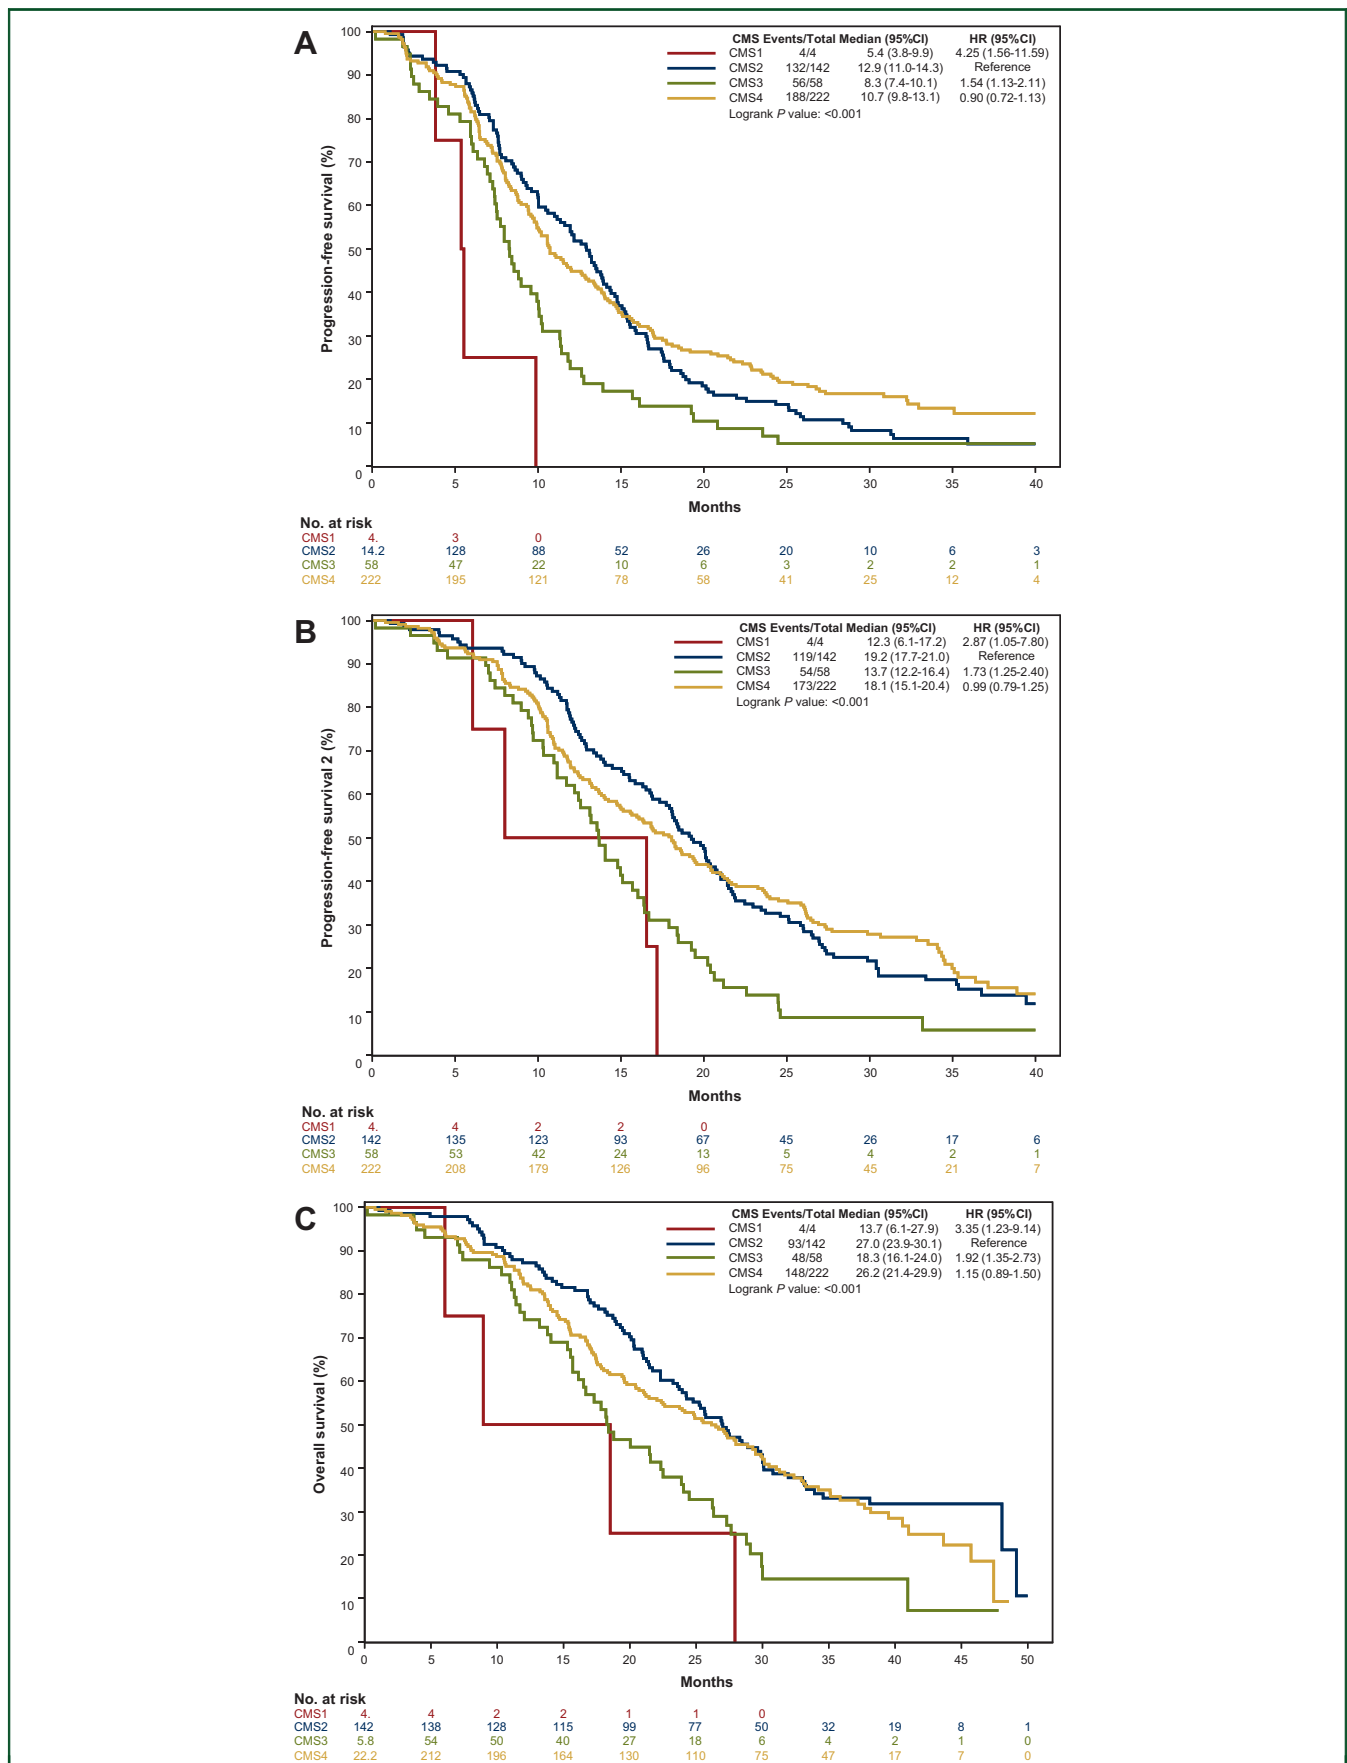 A
CMS Events/Total Median (95%CI) HR (95%CI)
CMS1 4/4 5.4 (3.8-9.9) 4.25 (1.56-11.59)
CMS2 132/142 12.9 (11.0-14.3) Reference
CMS3 56/58 8.3 (7.4-10.1) 1.54 (1.13-2.11)
CMS4 188/222 10.7 (9.8-13.1) 0.90 (0.72-1.13)
Logrank P value: <0.001
Progression-free survival (%)
100
90
80
70
60
50
40
30
20
10
0
0 5 10 15 20 25 30 35 40
Months
No. at risk
CMS1 4. 3 0
CMS2 14.2 128 88 52 26 20 10 6 3
CMS3 58 47 22 10 6 3 2 2 1
CMS4 222 195 121 78 58 41 25 12 4
B
CMS Events/Total Median (95%CI) HR (95%CI)
CMS1 4/4 12.3 (6.1-17.2) 2.87 (1.05-7.80)
CMS2 119/142 19.2 (17.7-21.0) Reference
CMS3 54/58 13.7 (12.2-16.4) 1.73 (1.25-2.40)
CMS4 173/222 18.1 (15.1-20.4) 0.99 (0.79-1.25)
Logrank P value: <0.001
Progression-free survival 2 (%)
100
90
80
70
60
50
40
30
20
10
0
0 5 10 15 20 25 30 35 40
Months
No. at risk
CMS1 4. 4 2 2 0
CMS2 142 135 123 93 67 45 26 17 6
CMS3 58 53 42 24 13 5 4 2 1
CMS4 222 208 179 126 96 75 45 21 7
C
CMS Events/Total Median (95%CI) HR (95%CI)
CMS1 4/4 13.7 (6.1-27.9) 3.35 (1.23-9.14)
CMS2 93/142 27.0 (23.9-30.1) Reference
CMS3 48/58 18.3 (16.1-24.0) 1.92 (1.35-2.73)
CMS4 148/222 26.2 (21.4-29.9) 1.15 (0.89-1.50)
Logrank P value: <0.001
Overall survival (%)
100
90
80
70
60
50
40
30
20
10
0
0 5 10 15 20 25 30 35 40 45 50
Months
No. at risk
CMS1 4. 4 2 2 1 1 0
CMS2 142 138 128 115 99 77 50 32 19 8 1
CMS3 5.8 54 50 40 27 18 6 4 2 1 0
CMS4 22.2 212 196 164 130 110 75 47 17 7 0